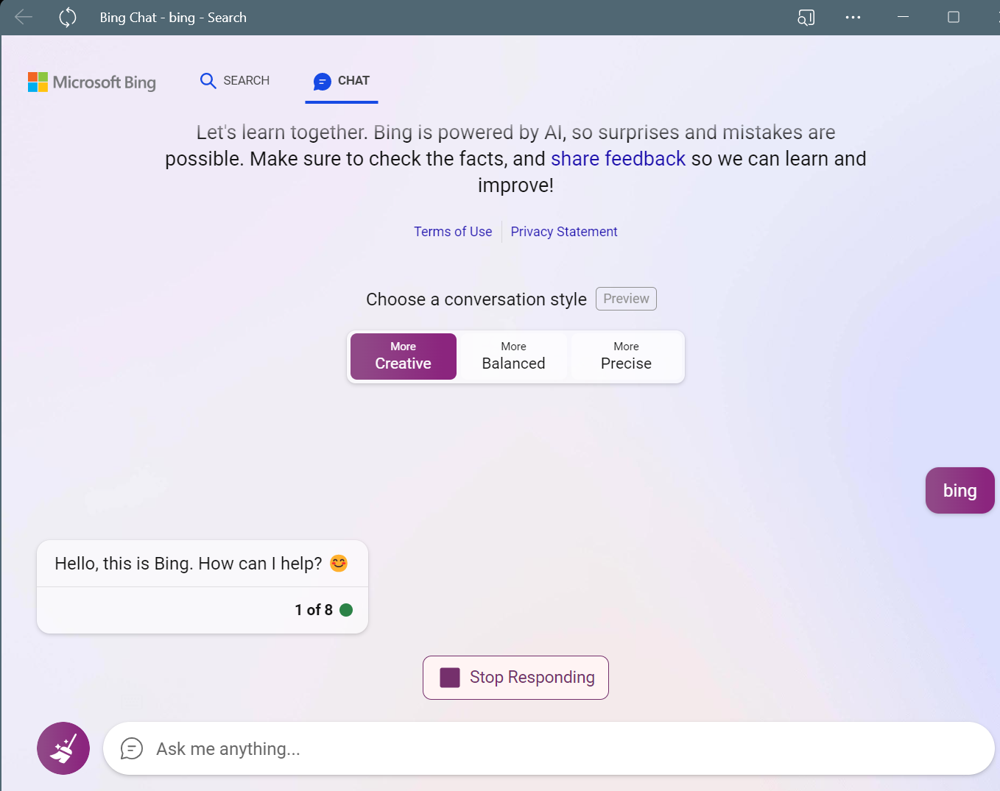 Bing Chat - bing - Search
Microsoft Bing
SEARCH
CHAT
Let's learn together. Bing is powered by AI, so surprises and mistakes are
possible. Make sure to check the facts, and share feedback so we can learn and
improve!
Terms of Use
Privacy Statement
Choose a conversation style
Preview
More
Creative
More
Balanced
More
Precise
bing
Hello, this is Bing. How can I help? 😊
1 of 8
Stop Responding
Ask me anything...